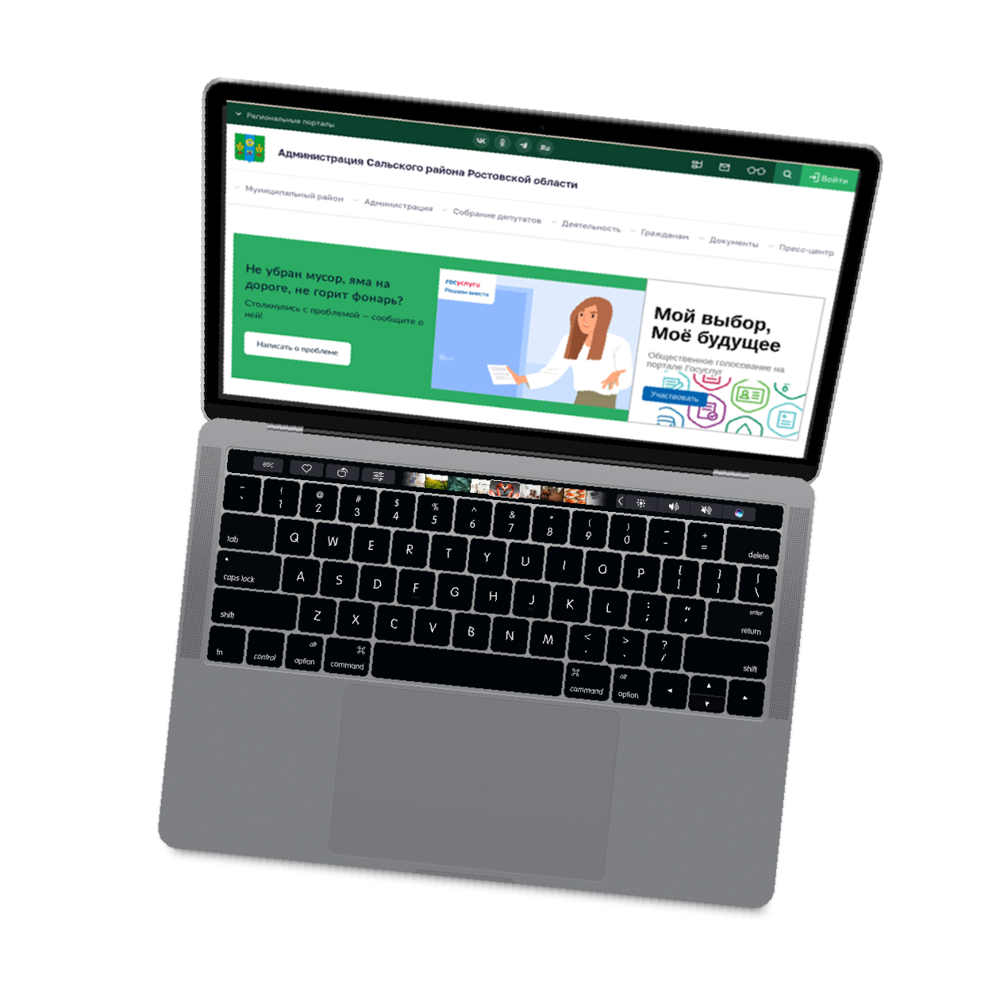 Региональные порталы
Ru
Войти
Администрация Сальского района Ростовской области
Муниципальный район Администрация Собрание депутатов Деятельность Гражданам Документы Пресс-центр
Не убран мусор, яма на
дороге, не горит фонарь?
Столкнулись с проблемой — сообщите о
ней!
Написать о проблеме
госуслуги
Решаем вместе
Мой выбор,
Моё будущее
Общественное голосование на
портале Госуслуг
Участвовать
esc
~ ! @ # $ % ^ & * ( ) – +
` 1 2 3 4 5 6 7 8 9 0 - = delete
tab Q W E R T Y U I O P { } |
[ ] \
caps lock A S D F G H J K L : " enter
; ' return
shift Z X C V B N M < > ? shift
, . /
fn control alt option ⌘ command ⌘ command alt option